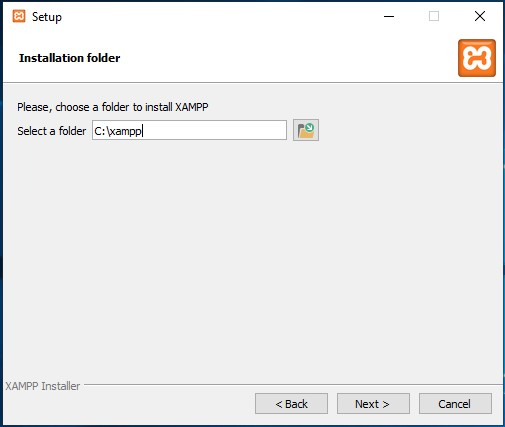 Setup
Installation folder
Please, choose a folder to install XAMPP
Select a folder C:\xampp
XAMPP Installer
< Back Next > Cancel